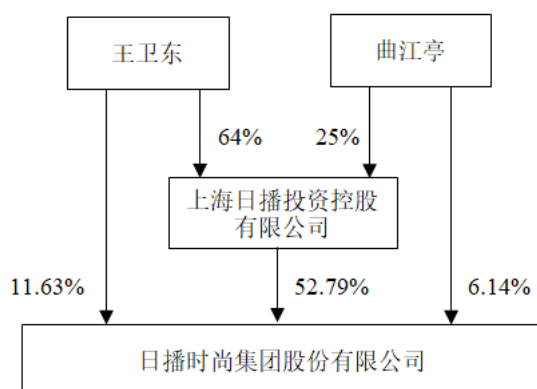 王卫东
曲江亭
64%
25%
上海日播投资控股
有限公司
11.63%
52.79%
6.14%
日播时尚集团股份有限公司